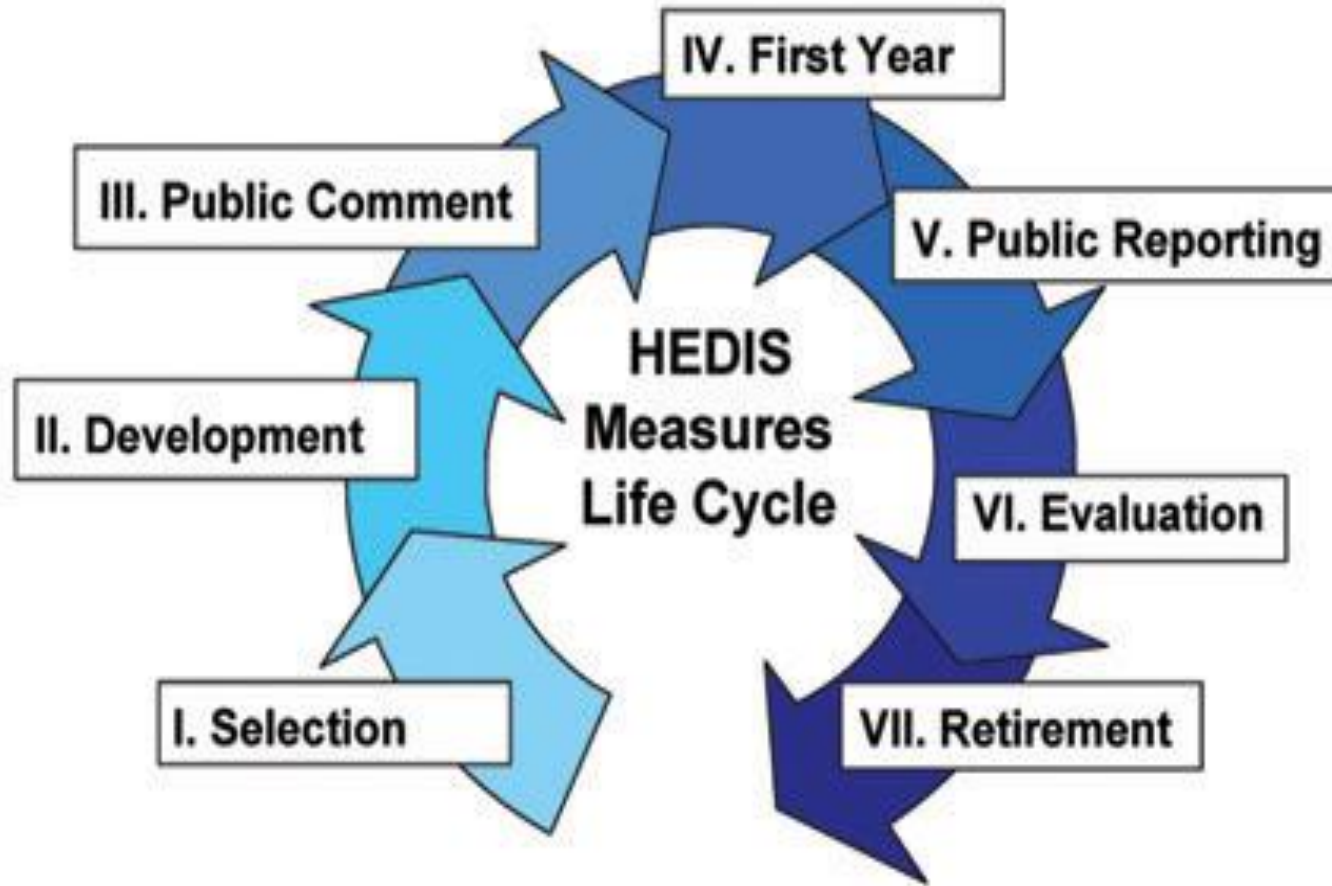 IV. First Year
III. Public Comment
V. Public Reporting
HEDIS
Measures
Life Cycle
II. Development
VI. Evaluation
I. Selection
VII. Retirement